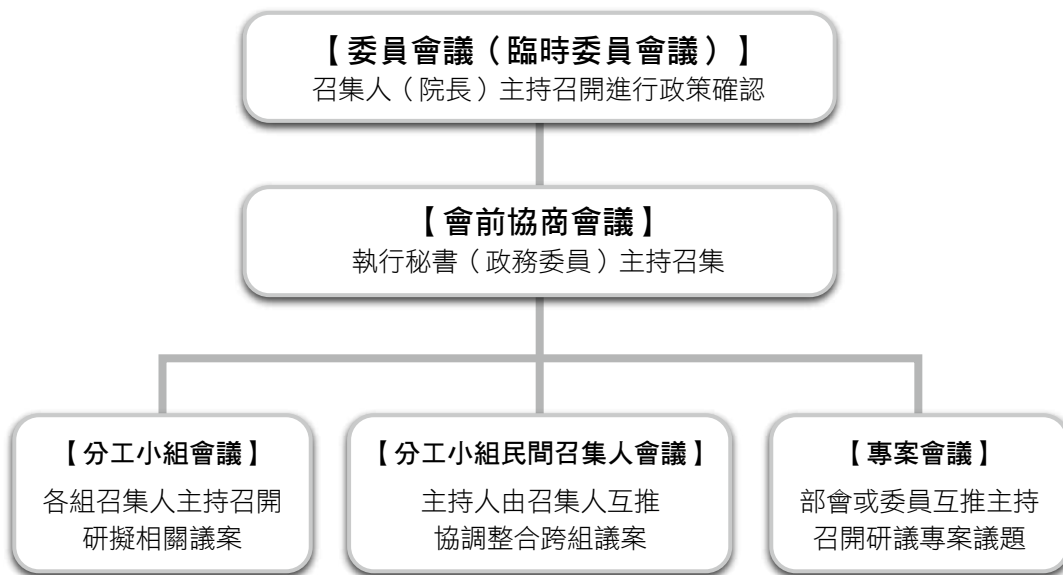 【委員會議（臨時委員會議）】
召集人（院長）主持召開進行政策確認
【會前協商會議】
執行秘書（政務委員）主持召集
【分工小組會議】
各組召集人主持召開
研擬相關議案
【分工小組民間召集人會議】
主持人由召集人互推
協調整合跨組議案
【專案會議】
部會或委員互推主持
召開研議專案議題